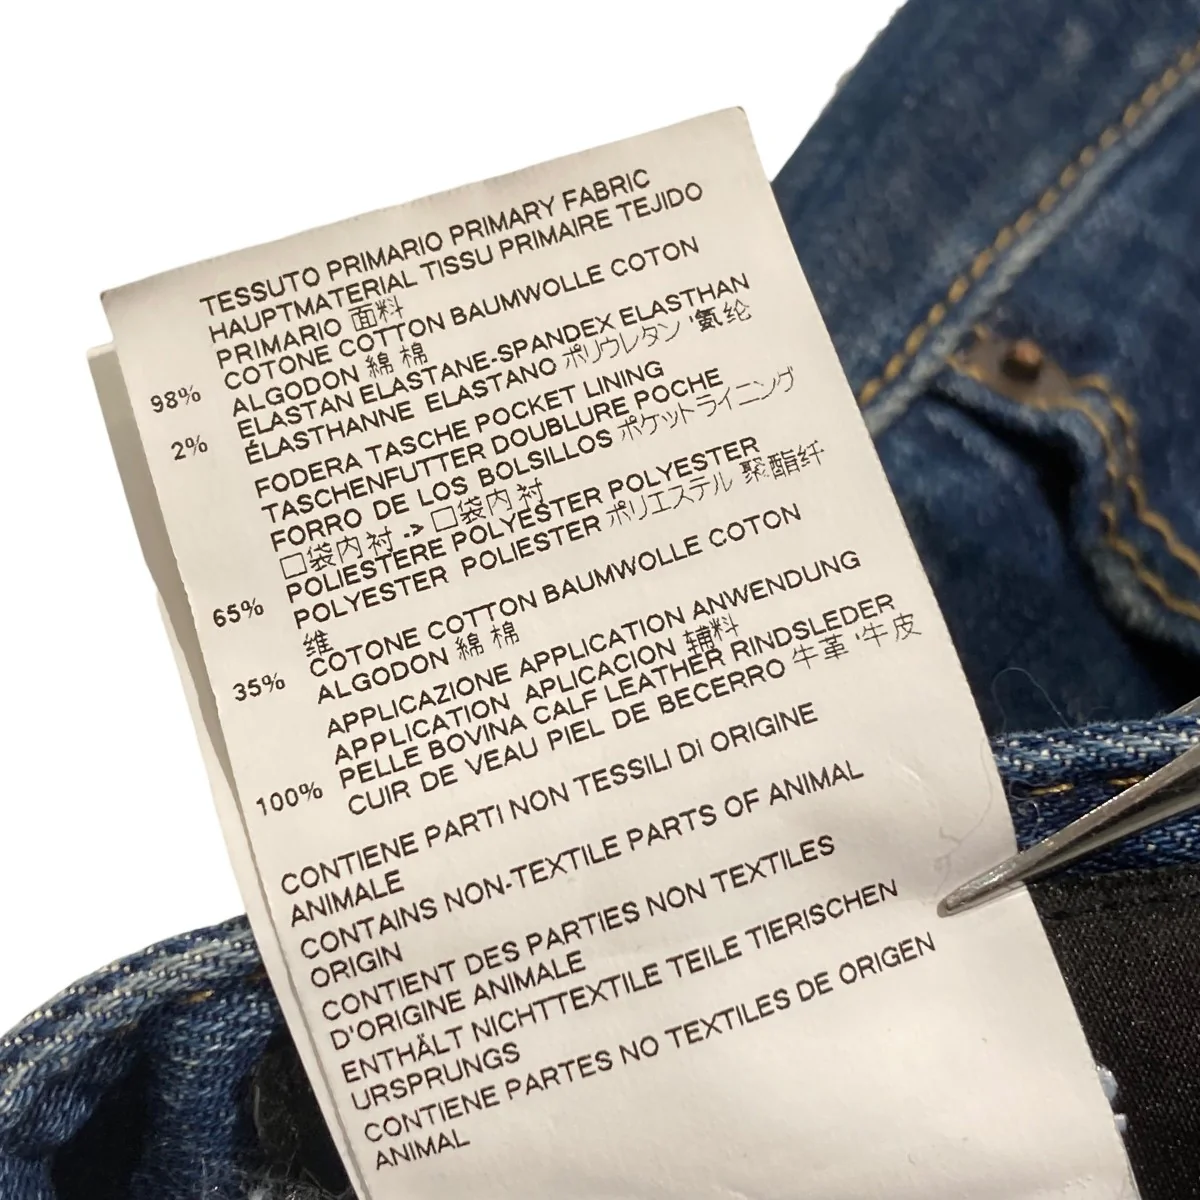 TESSUTO PRIMARIO PRIMARY FABRIC
HAUPTMATERIAL TISSU PRIMAIRE TEJIDO
PRIMARIO 面料
98% COTONE COTTON BAUMWOLLE COTON
ALGODON 綿 棉
2% ELASTAN ELASTANE-SPANDEX ELASTHAN
ÉLASTHANNE ELASTANO ポリウレタン '氨纶
FODERA TASCHE POCKET LINING
TASCHENFUTTER DOUBLURE POCHE
FORRO DE LOS BOLSILLOS ポケットライニング
口袋内衬 -> 口袋内衬
65% POLIESTERE POLYESTER POLYESTER
POLYESTER POLIESTER ポリエステル 聚酯纤
维
35% COTONE COTTON BAUMWOLLE COTON
ALGODON 綿 棉
APPLICAZIONE APPLICATION ANWENDUNG
APPLICATION APLICACION 辅料
100% PELLE BOVINA CALF LEATHER RINDSLEDER
CUIR DE VEAU PIEL DE BECERRO 牛革 '牛皮
CONTIENE PARTI NON TESSILI Di ORIGINE
ANIMALE
CONTAINS NON-TEXTILE PARTS OF ANIMAL
ORIGIN
CONTIENT DES PARTIES NON TEXTILES
D'ORIGINE ANIMALE
ENTHÄLT NICHTTEXTILE TEILE TIERISCHEN
URSPRUNGS
CONTIENE PARTES NO TEXTILES DE ORIGEN
ANIMAL